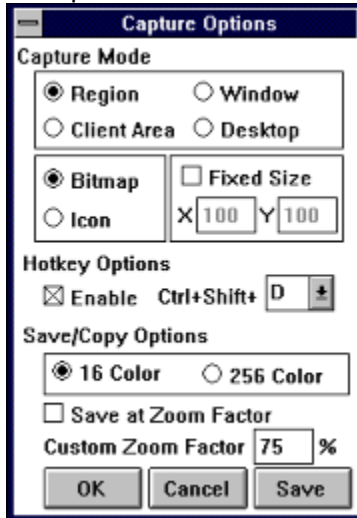 Capture Options
Capture Mode
Region Window
Client Area Desktop
Bitmap Fixed Size
Icon X 100 Y 100
Hotkey Options
Enable Ctrl+Shift+ D
Save/Copy Options
16 Color 256 Color
Save at Zoom Factor
Custom Zoom Factor 75 %
OK Cancel Save